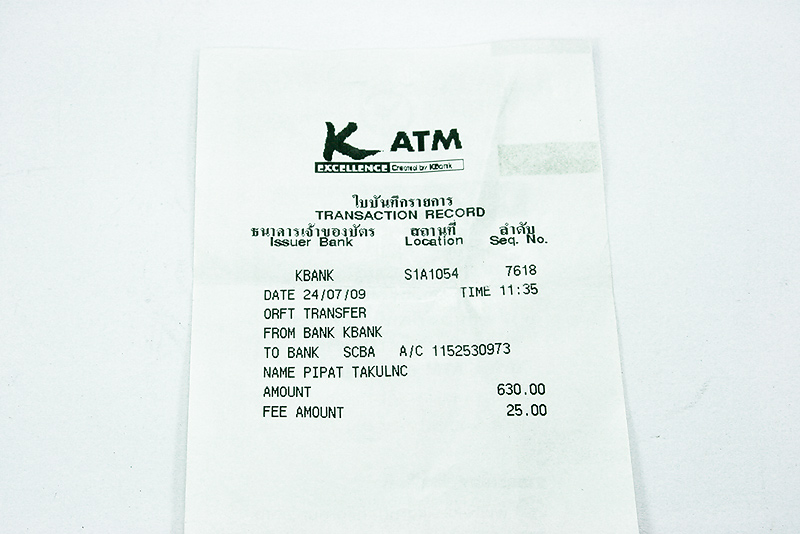 K ATM
EXCELLENCE Created by KBank
ใบบันทึกรายการ
TRANSACTION RECORD
ธนาคารเจ้าของบัตร สถานที่ ลำดับ
Issuer Bank Location Seq. No.
KBANK S1A1054 7618
DATE 24/07/09 TIME 11:35
ORFT TRANSFER
FROM BANK KBANK
TO BANK SCBA A/C 1152530973
NAME PIPAT TAKULNC
AMOUNT 630.00
FEE AMOUNT 25.00